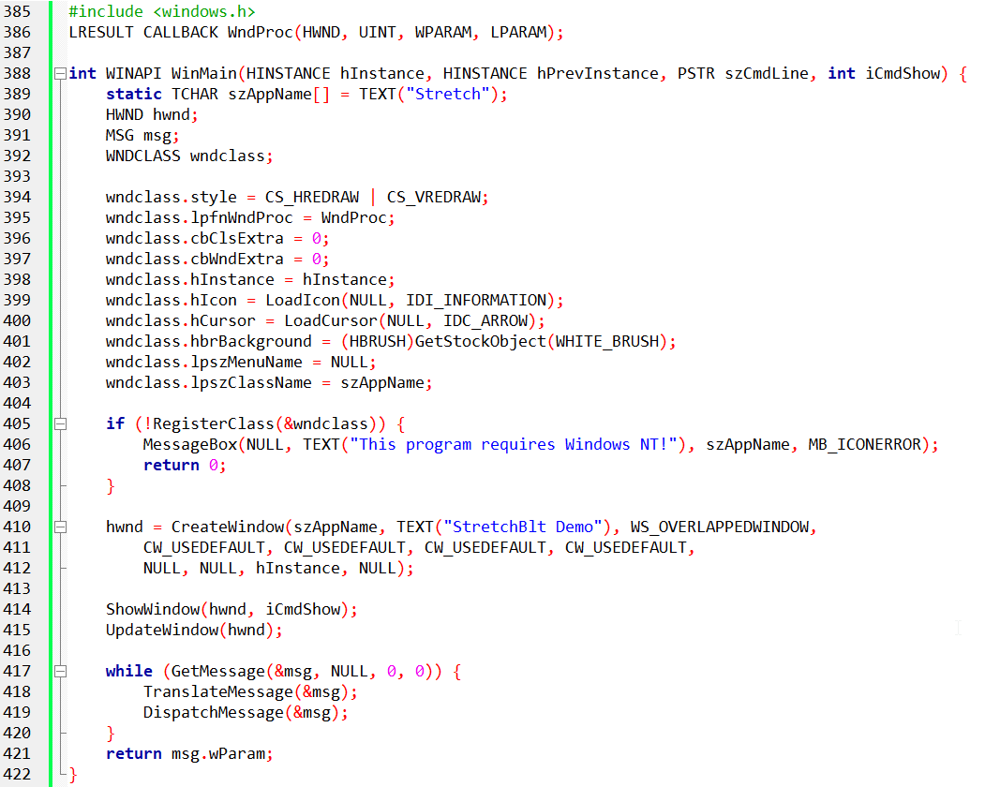 385 #include <windows.h>
386 LRESULT CALLBACK WndProc(HWND, UINT, WPARAM, LPARAM);
387
388 int WINAPI WinMain(HINSTANCE hInstance, HINSTANCE hPrevInstance, PSTR szCmdLine, int iCmdShow) {
389     static TCHAR szAppName[] = TEXT("Stretch");
390     HWND hwnd;
391     MSG msg;
392     WNDCLASS wndclass;
393
394     wndclass.style = CS_HREDRAW | CS_VREDRAW;
395     wndclass.lpfnWndProc = WndProc;
396     wndclass.cbClsExtra = 0;
397     wndclass.cbWndExtra = 0;
398     wndclass.hInstance = hInstance;
399     wndclass.hIcon = LoadIcon(NULL, IDI_INFORMATION);
400     wndclass.hCursor = LoadCursor(NULL, IDC_ARROW);
401     wndclass.hbrBackground = (HBRUSH)GetStockObject(WHITE_BRUSH);
402     wndclass.lpszMenuName = NULL;
403     wndclass.lpszClassName = szAppName;
404
405     if (!RegisterClass(&wndclass)) {
406         MessageBox(NULL, TEXT("This program requires Windows NT!"), szAppName, MB_ICONERROR);
407         return 0;
408     }
409
410     hwnd = CreateWindow(szAppName, TEXT("StretchBlt Demo"), WS_OVERLAPPEDWINDOW,
411         CW_USEDEFAULT, CW_USEDEFAULT, CW_USEDEFAULT, CW_USEDEFAULT,
412         NULL, NULL, hInstance, NULL);
413
414     ShowWindow(hwnd, iCmdShow);
415     UpdateWindow(hwnd);
416
417     while (GetMessage(&msg, NULL, 0, 0)) {
418         TranslateMessage(&msg);
419         DispatchMessage(&msg);
420     }
421     return msg.wParam;
422 }